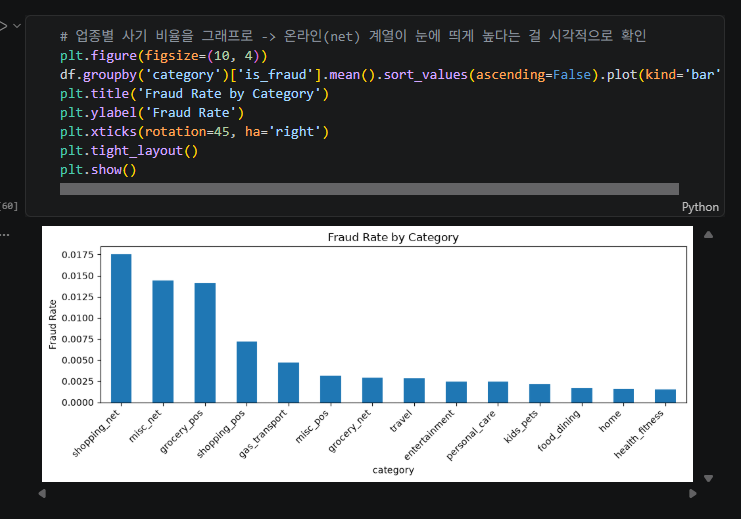 # 업종별 사기 비율을 그래프로 -> 온라인(net) 계열이 눈에 띄게 높다는 걸 시각적으로 확인
plt.figure(figsize=(10, 4))
df.groupby('category')['is_fraud'].mean().sort_values(ascending=False).plot(kind='bar'
plt.title('Fraud Rate by Category')
plt.ylabel('Fraud Rate')
plt.xticks(rotation=45, ha='right')
plt.tight_layout()
plt.show()
[60]
Python
...
Fraud Rate by Category
0.0175
0.0150
0.0125
0.0100
0.0075
0.0050
0.0025
0.0000
Fraud Rate
shopping_net
misc_net
grocery_pos
shopping_pos
gas_transport
misc_pos
grocery_net
travel
entertainment
personal_care
kids_pets
food_dining
home
health_fitness
category